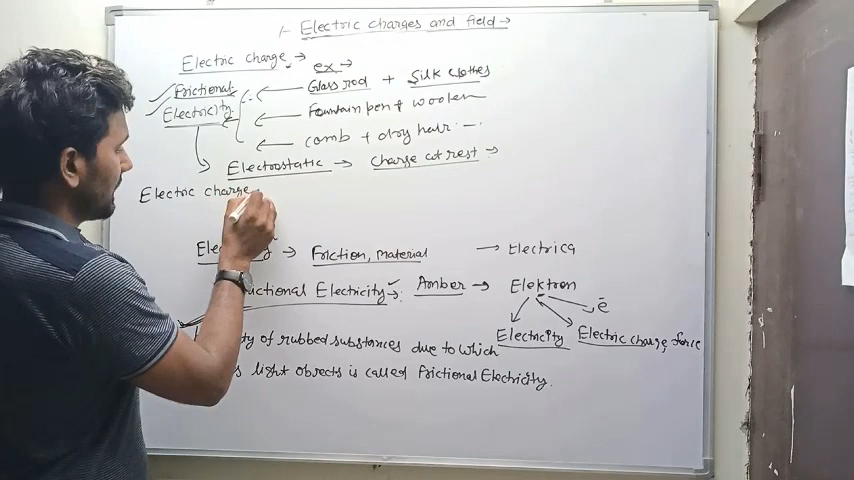 :- Electric charges and field →
Electric charge →
ex →
Frictional Electricity
Glass rod + Silk clothes
Fountain pen + woolen
comb + dry hair
Electrostatic → charge at rest →
Electric charge
→ Friction, material → Electrica
Electricity → : Amber → Elektron
ē
Electricity Electric charge, force
ty of rubbed substances due to which
light objects is called Frictional Electricity.